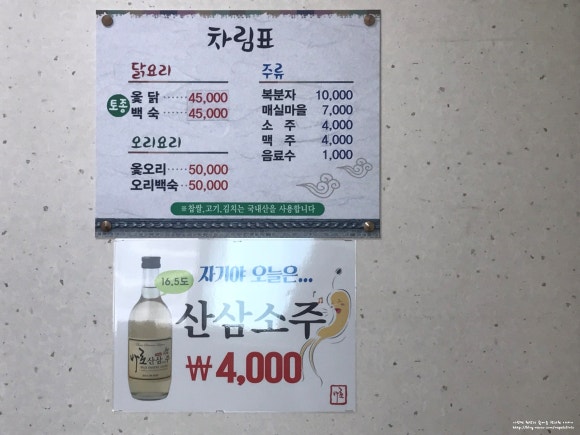 차림표
닭요리
토종
옻 닭 ······ 45,000
백 숙 ······ 45,000
오리요리
옻오리 ····· 50,000
오리백숙 ··· 50,000
주류
복분자 10,000
매실마을 7,000
소 주 4,000
맥 주 4,000
음료수 1,000
※찹쌀,고기,김치는 국내산을 사용합니다
16.5도
자기야 오늘은...
산삼소주
₩4,000